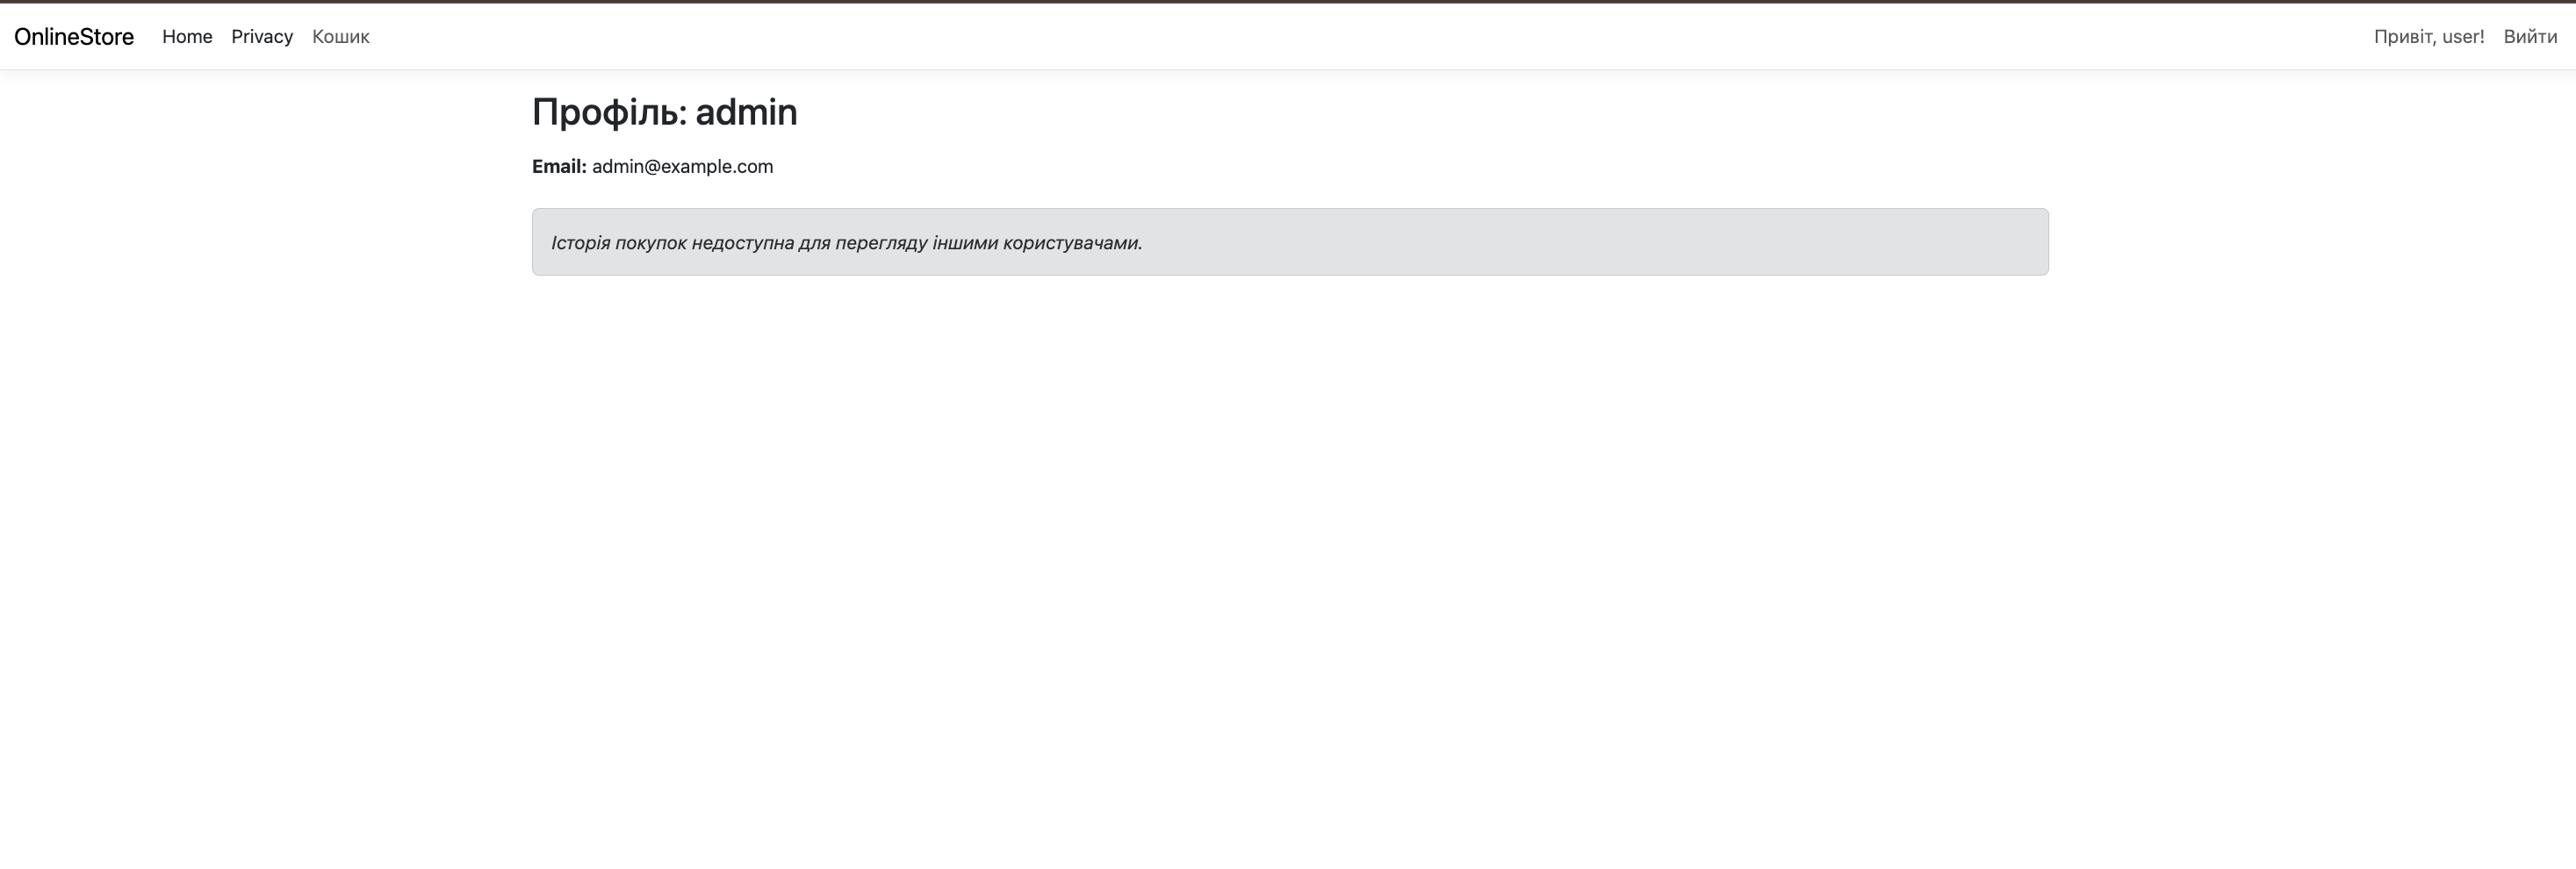 OnlineStore Home Privacy Кошик Привіт, user! Вийти
Профіль: admin
Email: admin@example.com
Історія покупок недоступна для перегляду іншими користувачами.